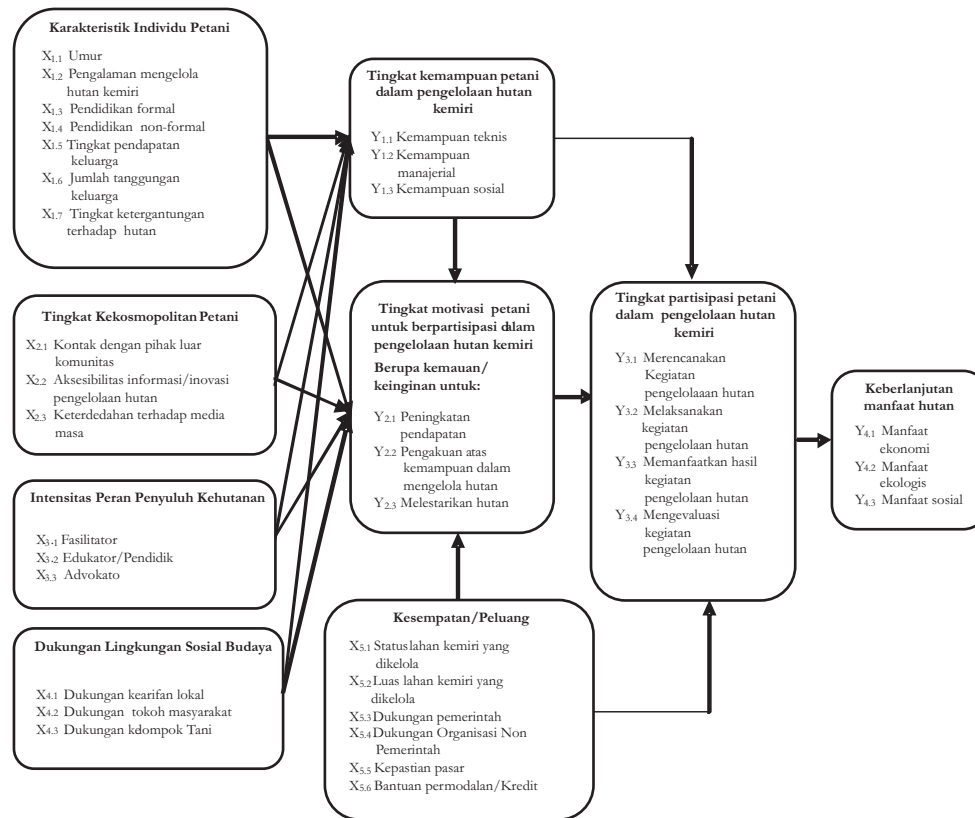 Karakteristik Individu Petani
X1.1 Umur
X1.2 Pengalaman mengelola
hutan kemiri
X1.3 Pendidikan formal
X1.4 Pendidikan non-formal
X1.5 Tingkat pendapatan
keluarga
X1.6 Jumlah tanggungan
keluarga
X1.7 Tingkat ketergantungan
terhadap hutan
Tingkat Kekosmopolitan Petani
X2.1 Kontak dengan pihak luar
komunitas
X2.2 Aksesibilitas informasi/inovasi
pengelolaan hutan
X2.3 Keterdedahan terhadap media
masa
Intensitas Peran Penyuluh Kehutanan
X3.1 Fasilitator
X3.2 Edukator/Pendidik
X3.3 Advokato
Dukungan Lingkungan Sosial Budaya
X4.1 Dukungan kearifan lokal
X4.2 Dukungan tokoh masyarakat
X4.3 Dukungan kelompok Tani
Tingkat kemampuan petani
dalam pengelolaan hutan
kemiri
Y1.1 Kemampuan teknis
Y1.2 Kemampuan
manajerial
Y1.3 Kemampuan sosial
Tingkat motivasi petani
untuk berpartisipasi dalam
pengelolaan hutan kemiri
Berupa kemauan/
keinginan untuk:
Y2.1 Peningkatan
pendapatan
Y2.2 Pengakuan atas
kemampuan dalam
mengelola hutan
Y2.3 Melestarikan hutan
Kesempatan/Peluang
X5.1 Status lahan kemiri yang
dikelola
X5.2 Luas lahan kemiri yang
dikelola
X5.3 Dukungan pemerintah
X5.4 Dukungan Organisasi Non
Pemerintah
X5.5 Kepastian pasar
X5.6 Bantuan permodalan/Kredit
Tingkat partisipasi petani
dalam pengelolaan hutan
kemiri
Y3.1 Merencanakan
Kegiatan
pengelolaaan hutan
Y3.2 Melaksanakan
kegiatan
pengelolaan hutan
Y3.3 Memanfaatkan hasil
kegiatan
pengelolaan hutan
Y3.4 Mengevaluasi
kegiatan
pengelolaan hutan
Keberlanjutan
manfaat hutan
Y4.1 Manfaat
ekonomi
Y4.2 Manfaat
ekologis
Y4.3 Manfaat sosial